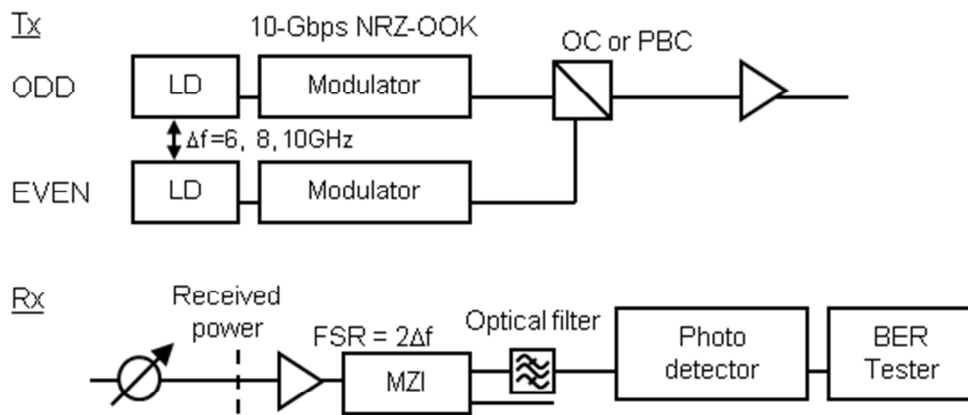 Tx
10-Gbps NRZ-OOK
OC or PBC
ODD
LD
Modulator
Δf=6, 8, 10GHz
EVEN
LD
Modulator
Rx
Received
power
FSR = 2Δf
Optical filter
MZI
Photo
detector
BER
Tester